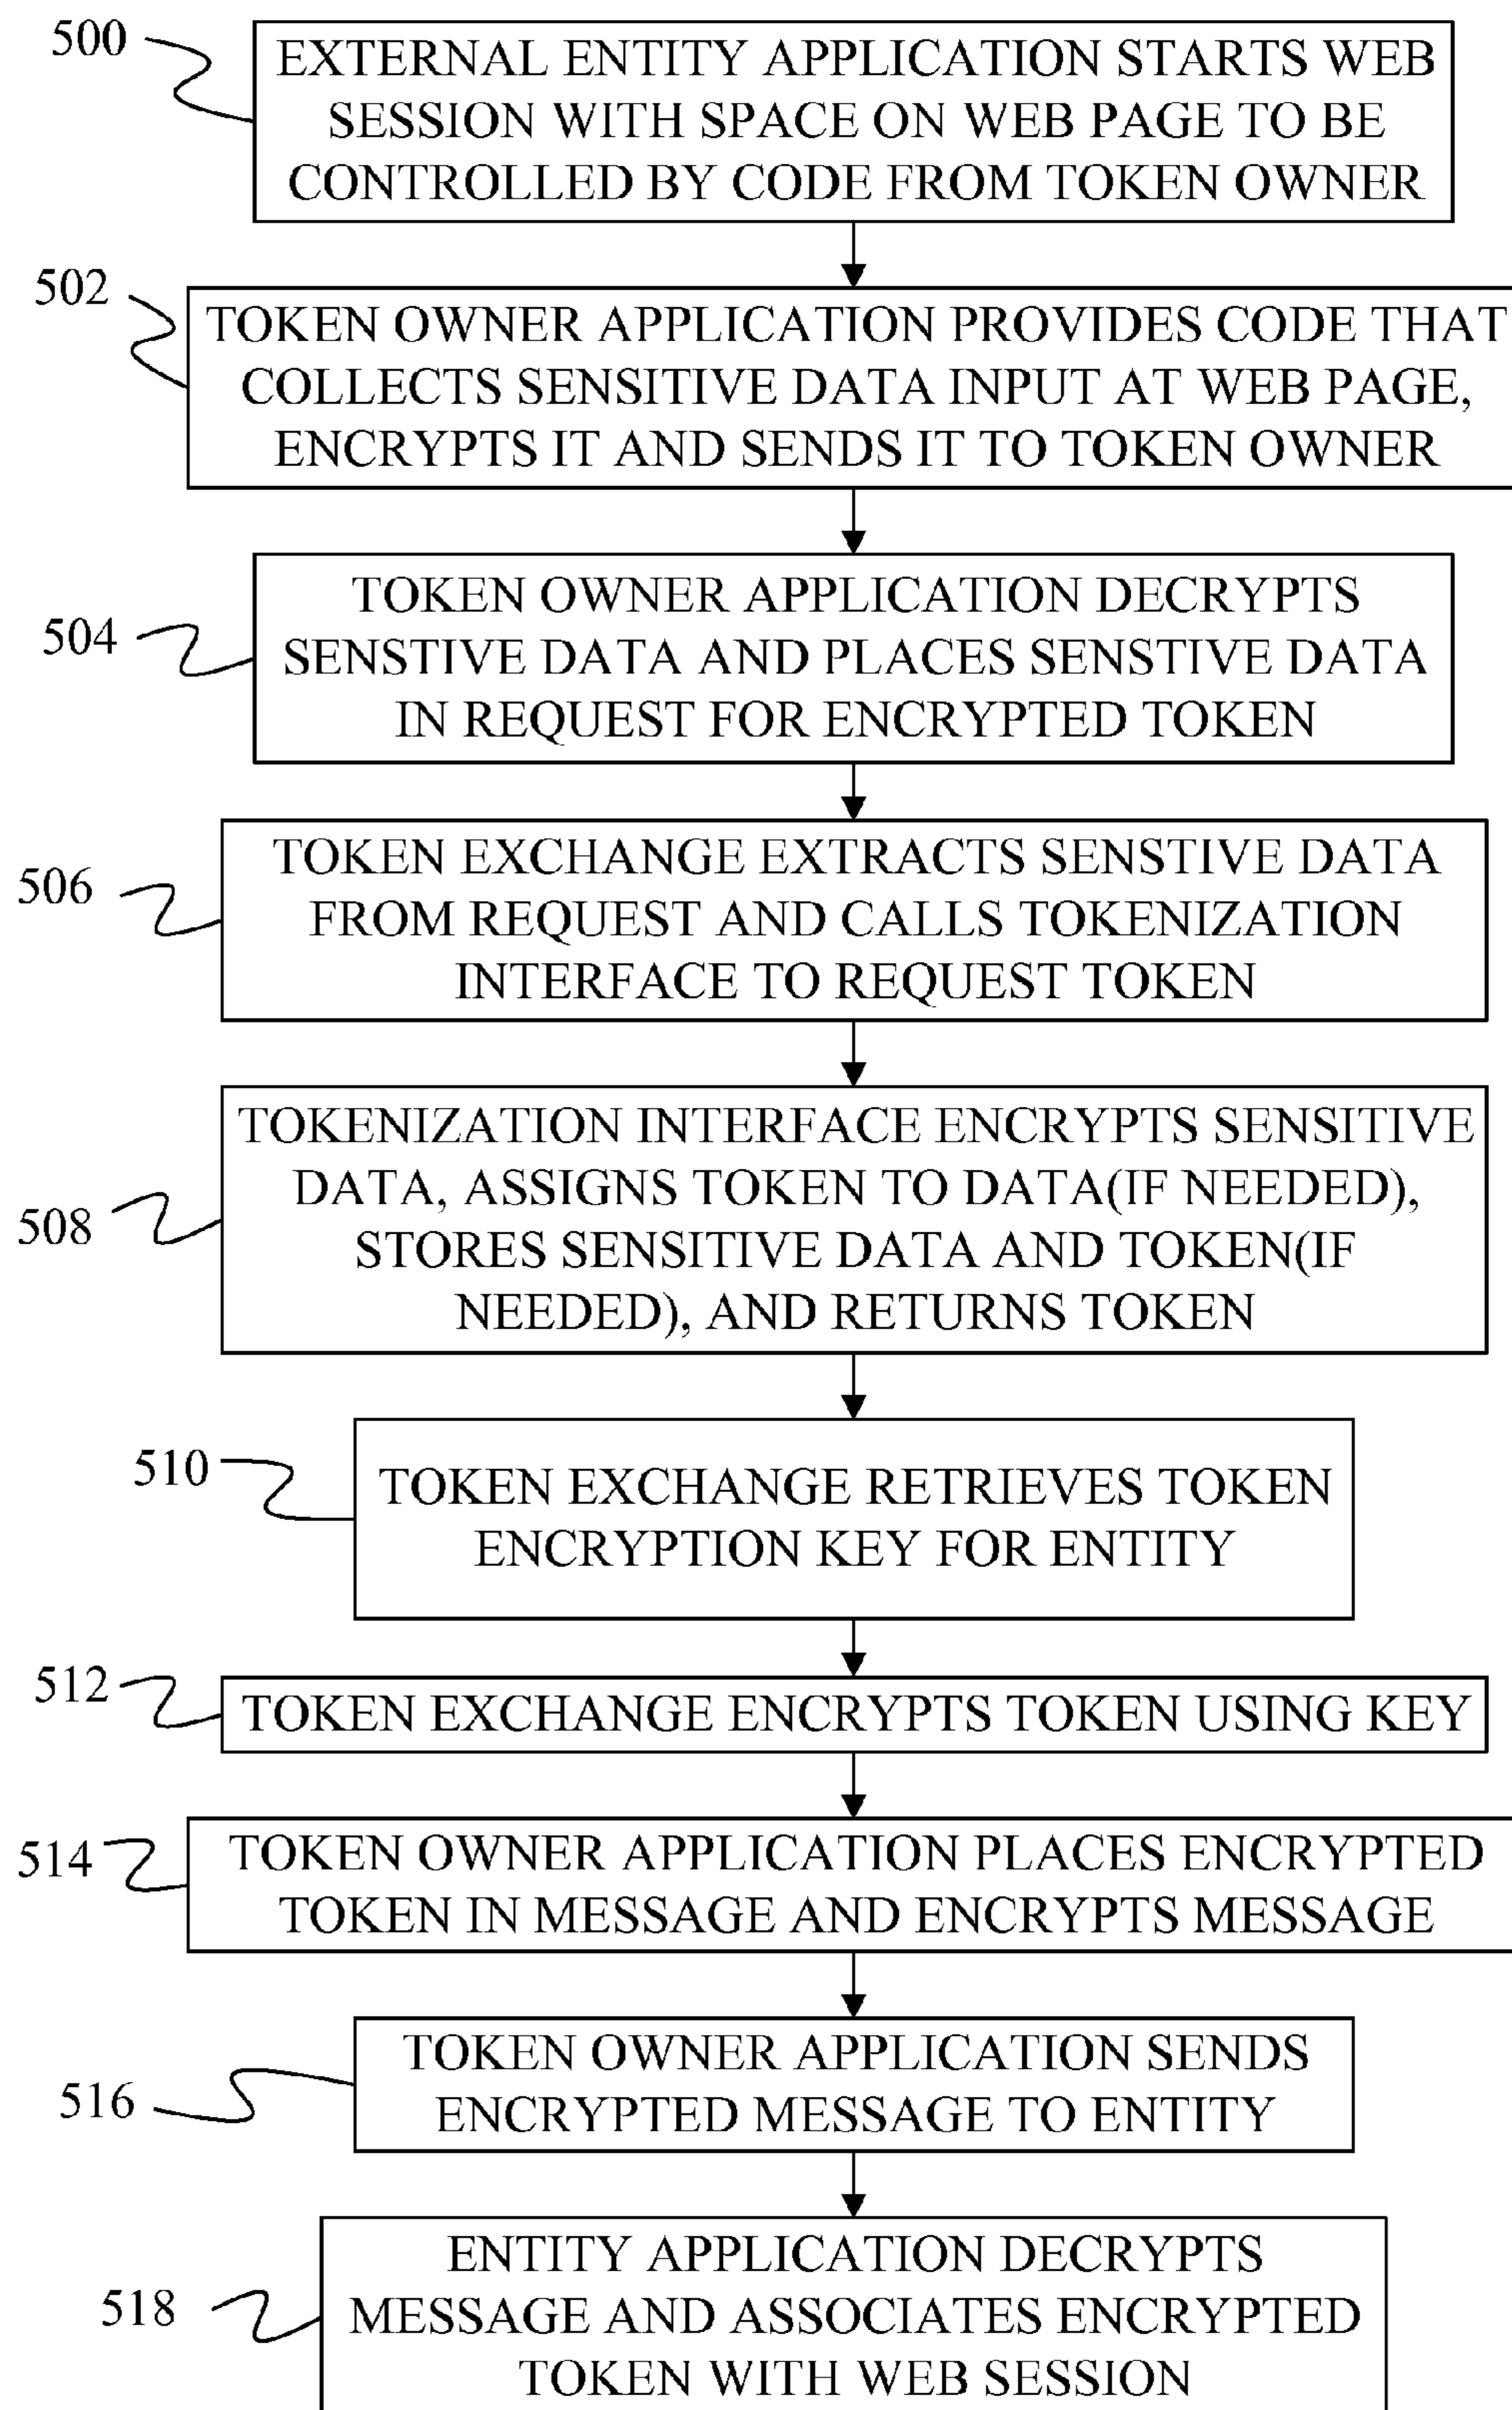 500
EXTERNAL ENTITY APPLICATION STARTS WEB
SESSION WITH SPACE ON WEB PAGE TO BE
CONTROLLED BY CODE FROM TOKEN OWNER
502
TOKEN OWNER APPLICATION PROVIDES CODE THAT
COLLECTS SENSITIVE DATA INPUT AT WEB PAGE,
ENCRYPTS IT AND SENDS IT TO TOKEN OWNER
504
TOKEN OWNER APPLICATION DECRYPTS
SENSTIVE DATA AND PLACES SENSTIVE DATA
IN REQUEST FOR ENCRYPTED TOKEN
506
TOKEN EXCHANGE EXTRACTS SENSTIVE DATA
FROM REQUEST AND CALLS TOKENIZATION
INTERFACE TO REQUEST TOKEN
508
TOKENIZATION INTERFACE ENCRYPTS SENSITIVE
DATA, ASSIGNS TOKEN TO DATA(IF NEEDED),
STORES SENSITIVE DATA AND TOKEN(IF
NEEDED), AND RETURNS TOKEN
510
TOKEN EXCHANGE RETRIEVES TOKEN
ENCRYPTION KEY FOR ENTITY
512
TOKEN EXCHANGE ENCRYPTS TOKEN USING KEY
514
TOKEN OWNER APPLICATION PLACES ENCRYPTED
TOKEN IN MESSAGE AND ENCRYPTS MESSAGE
516
TOKEN OWNER APPLICATION SENDS
ENCRYPTED MESSAGE TO ENTITY
518
ENTITY APPLICATION DECRYPTS
MESSAGE AND ASSOCIATES ENCRYPTED
TOKEN WITH WEB SESSION